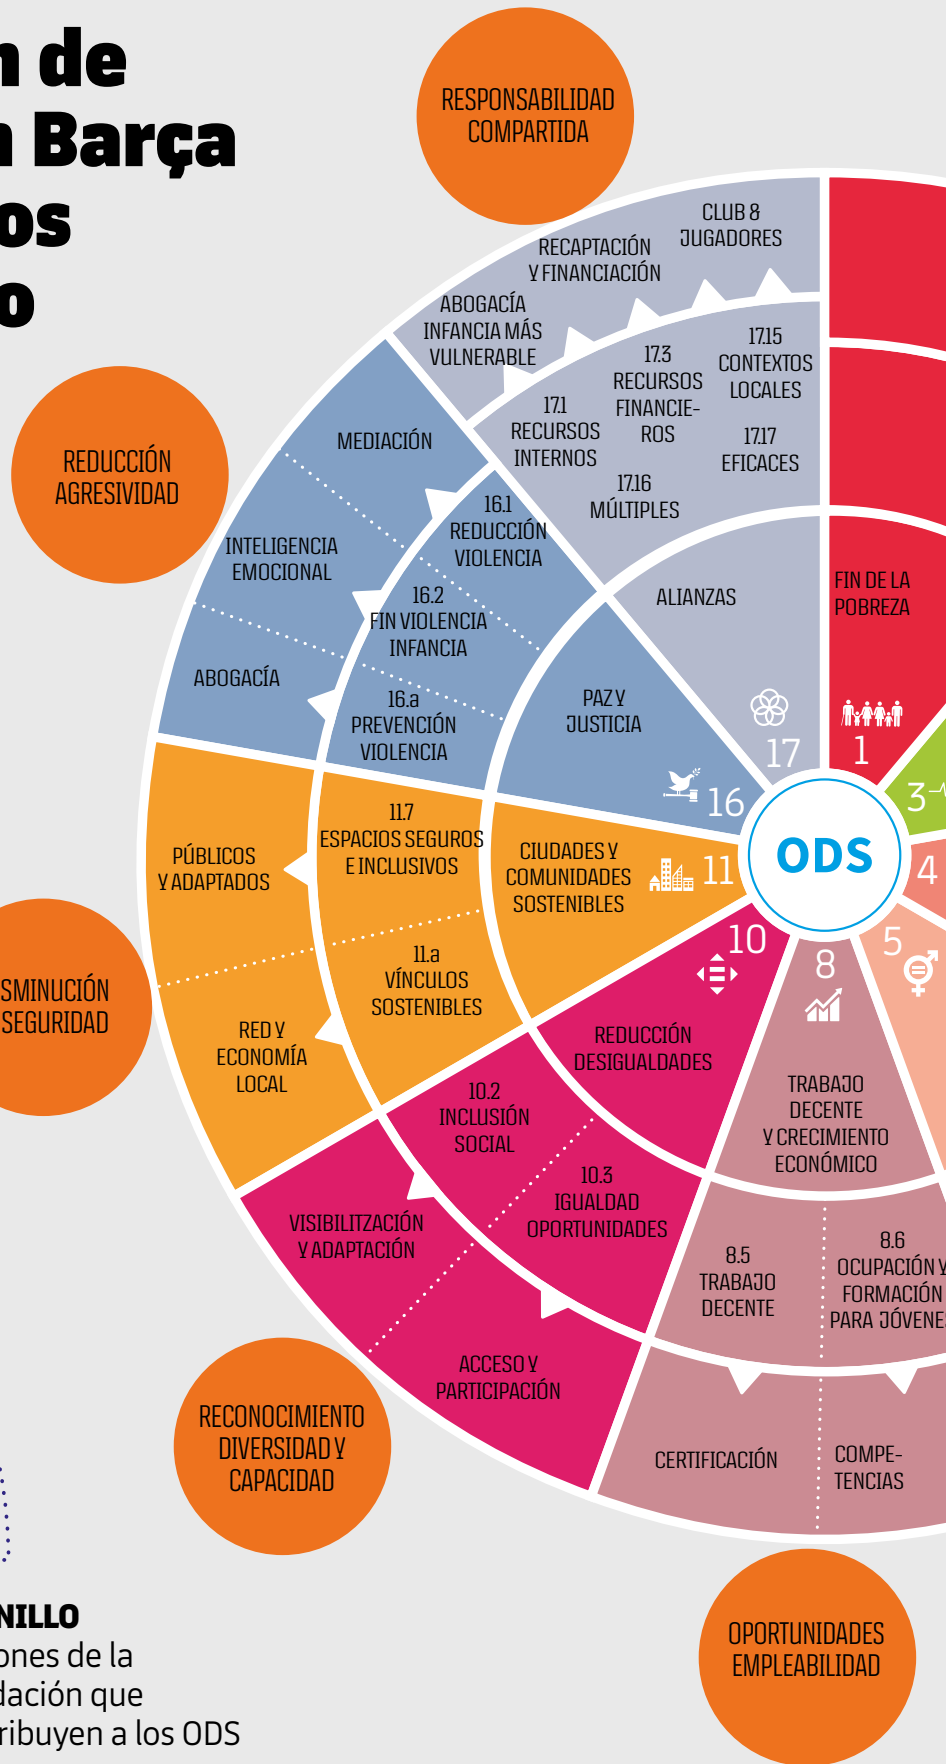 n de
n Barça
os
o
RESPONSABILIDAD
COMPARTIDA
CLUB &
JUGADORES
RECAPTACIÓN
Y FINANCIACIÓN
ABOGACÍA
INFANCIA MÁS
VULNERABLE
17.15
CONTEXTOS
LOCALES
17.3
RECURSOS
FINANCIE-
ROS
17.1
RECURSOS
INTERNOS
17.17
EFICACES
17.16
MÚLTIPLES
ALIANZAS
17
FIN DE LA
POBREZA
1
REDUCCIÓN
AGRESIVIDAD
MEDIACIÓN
INTELIGENCIA
EMOCIONAL
ABOGACÍA
16.1
REDUCCIÓN
VIOLENCIA
16.2
FIN VIOLENCIA
INFANCIA
16.a
PREVENCIÓN
VIOLENCIA
PAZ Y
JUSTICIA
16
3
ODS
4
5
PÚBLICOS
Y ADAPTADOS
RED Y
ECONOMÍA
LOCAL
11.7
ESPACIOS SEGUROS
E INCLUSIVOS
11.a
VÍNCULOS
SOSTENIBLES
CIUDADES Y
COMUNIDADES
SOSTENIBLES
11
SMINUCIÓN
SEGURIDAD
10
REDUCCIÓN
DESIGUALDADES
10.2
INCLUSIÓN
SOCIAL
10.3
IGUALDAD
OPORTUNIDADES
VISIBILITZACIÓN
Y ADAPTACIÓN
ACCESO Y
PARTICIPACIÓN
8
TRABAJO
DECENTE
Y CRECIMIENTO
ECONÓMICO
8.5
TRABAJO
DECENTE
8.6
OCUPACIÓN Y
FORMACIÓN
PARA JÓVENES
CERTIFICACIÓN
COMPE-
TENCIAS
RECONOCIMIENTO
DIVERSIDAD Y
CAPACIDAD
OPORTUNIDADES
EMPLEABILIDAD
NILLO
ones de la
dación que
ribuyen a los ODS